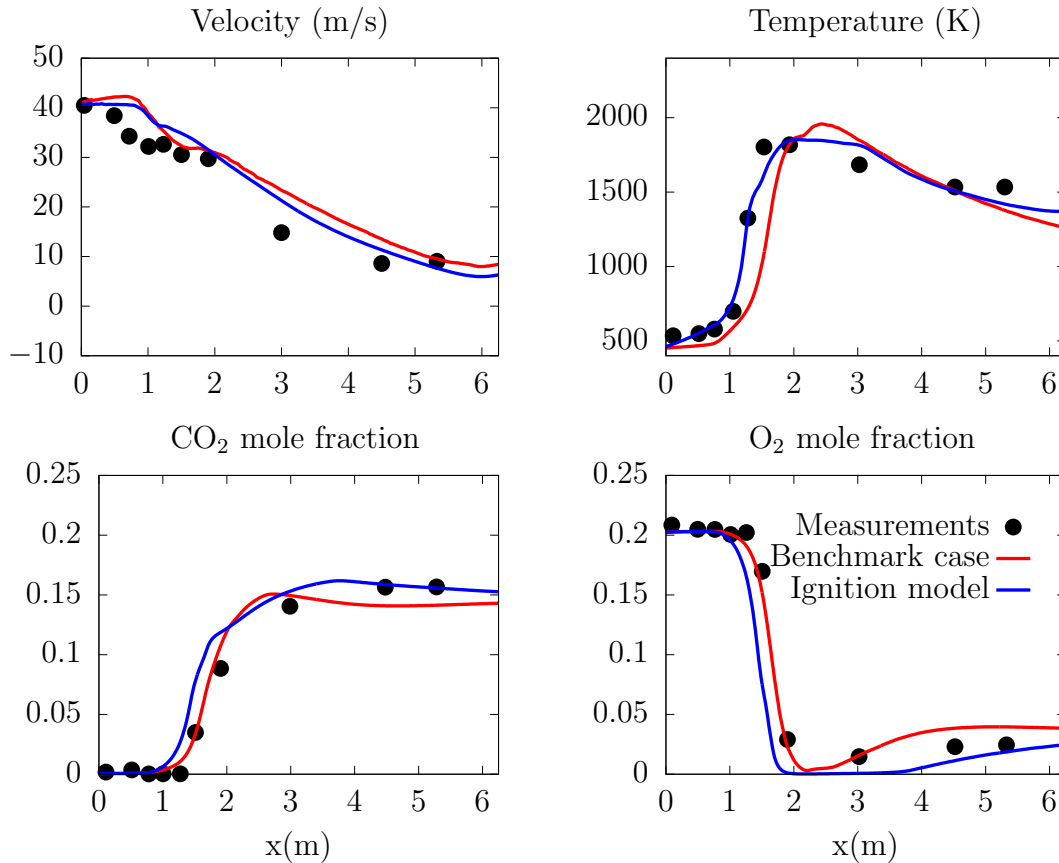 Velocity (m/s)
50
40
30
20
10
0
−10
0 1 2 3 4 5 6
Temperature (K)
2000
1500
1000
500
0 1 2 3 4 5 6
CO₂ mole fraction
0.25
0.2
0.15
0.1
0.05
0
0 1 2 3 4 5 6
x(m)
O₂ mole fraction
0.25
0.2
0.15
0.1
0.05
0
0 1 2 3 4 5 6
x(m)
Measurements
Benchmark case
Ignition model